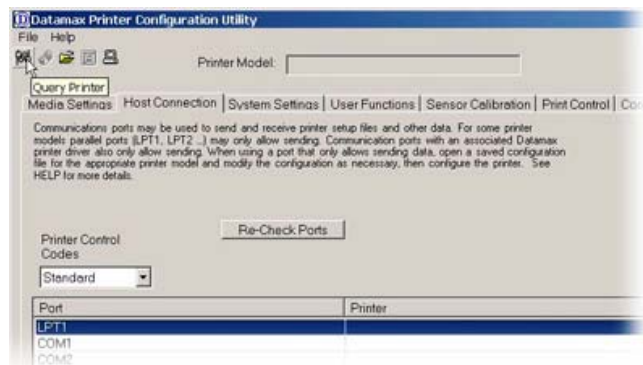 Datamax Printer Configuration Utility
File Help
Printer Model:
Query Printer
Media Settings Host Connection System Settings User Functions Sensor Calibration Print Control
Communications ports may be used to send and receive printer
setup files and other data. For some printer
models parallel ports (LPT1, LPT2 ...) may only allow sending. Communication ports with an associated Datamax
printer driver also only allow sending. When using a port that only allows sending data, open a saved configuration
file for the appropriate printer model and modify the configuration as necessary, then configure the printer. See
HELP for more details.
Re-Check Ports
Printer Control
Codes
Standard
Port Printer
LPT1
COM1
COM2